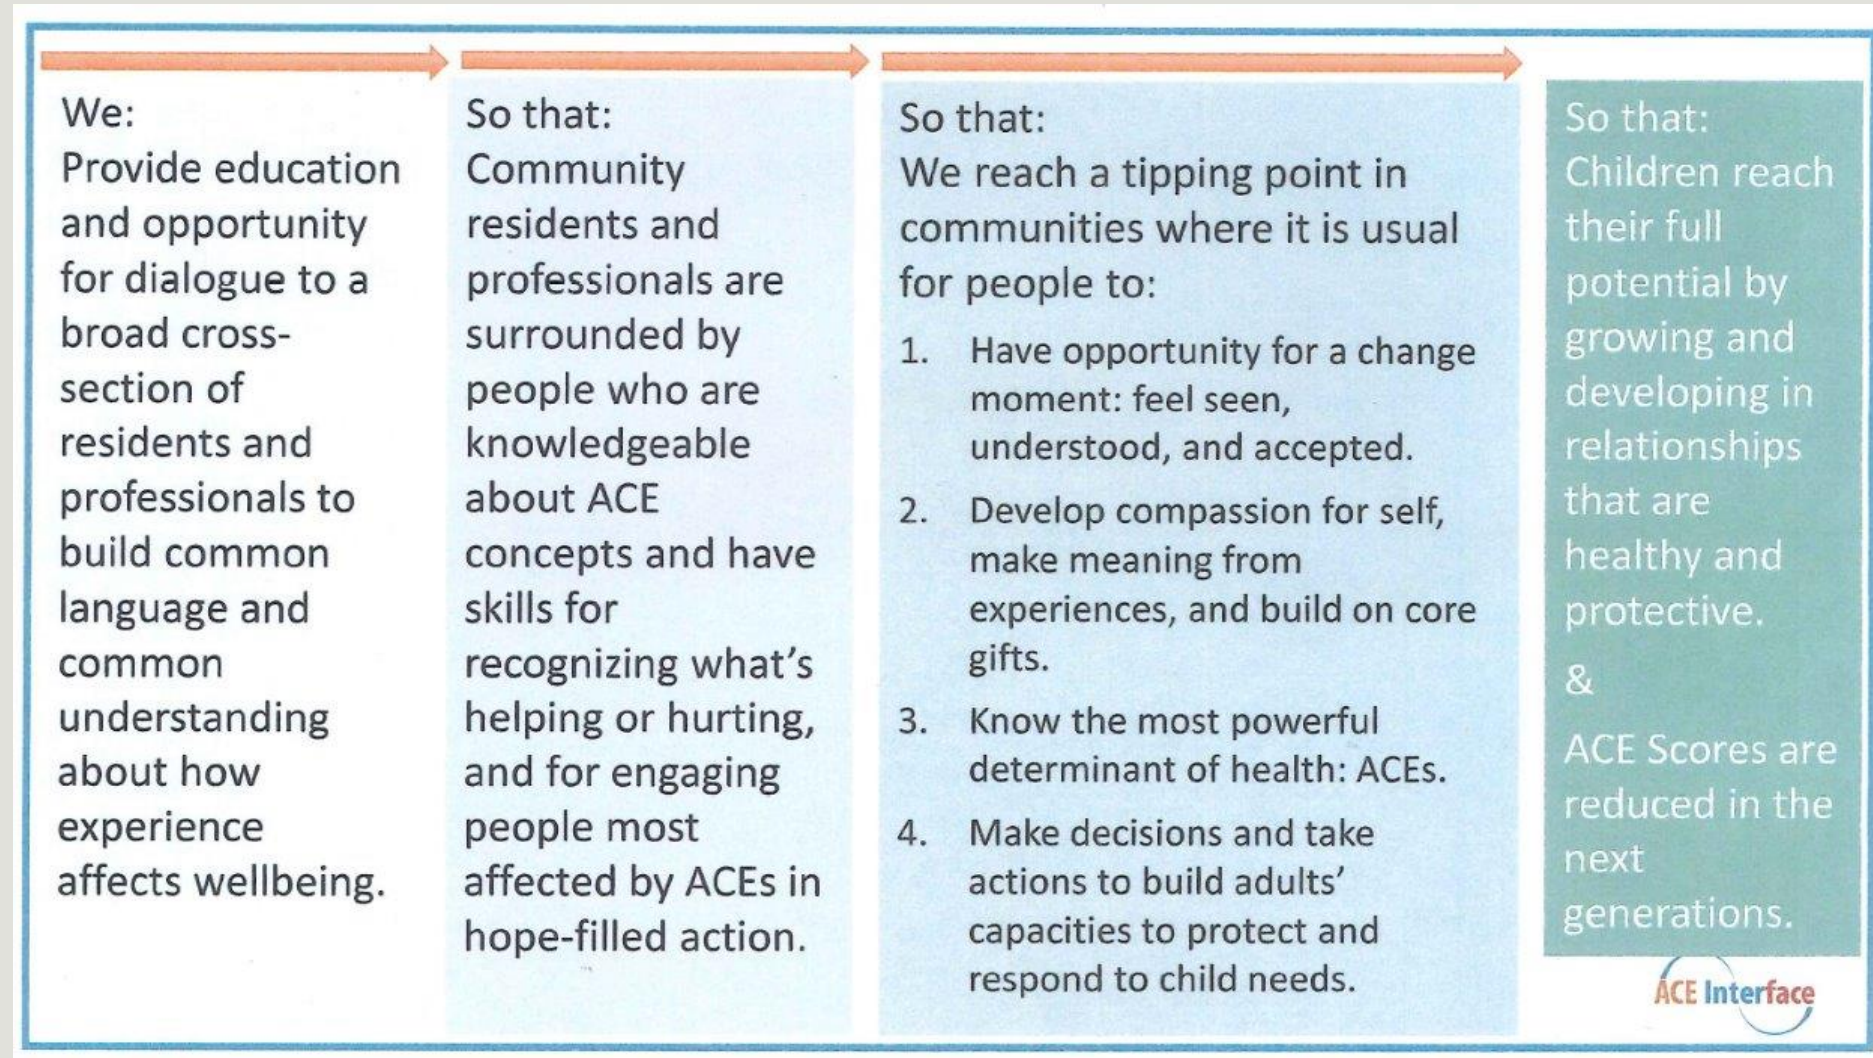 We:
Provide education
and opportunity
for dialogue to a
broad cross-
section of
residents and
professionals to
build common
language and
common
understanding
about how
experience
affects wellbeing.
So that:
Community
residents and
professionals are
surrounded by
people who are
knowledgeable
about ACE
concepts and have
skills for
recognizing what's
helping or hurting,
and for engaging
people most
affected by ACEs in
hope-filled action.
So that:
We reach a tipping point in
communities where it is usual
for people to:
1. Have opportunity for a change
moment: feel seen,
understood, and accepted.
2. Develop compassion for self,
make meaning from
experiences, and build on core
gifts.
3. Know the most powerful
determinant of health: ACEs.
4. Make decisions and take
actions to build adults'
capacities to protect and
respond to child needs.
So that:
Children reach
their full
potential by
growing and
developing in
relationships
that are
healthy and
protective.
&
ACE Scores are
reduced in the
next
generations.
ACE Interface